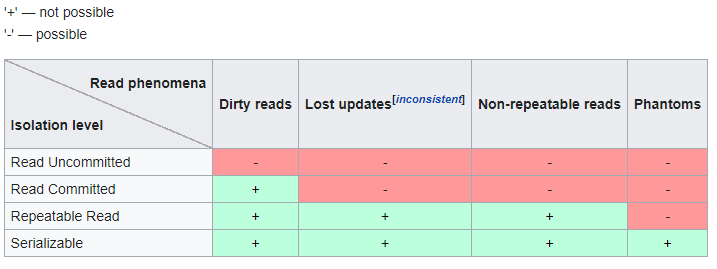 '+' — not possible
'-' — possible
Read phenomena
Isolation level
Dirty reads Lost updates[inconsistent] Non-repeatable reads Phantoms
Read Uncommitted - - - -
Read Committed + - - -
Repeatable Read + + + -
Serializable + + + +